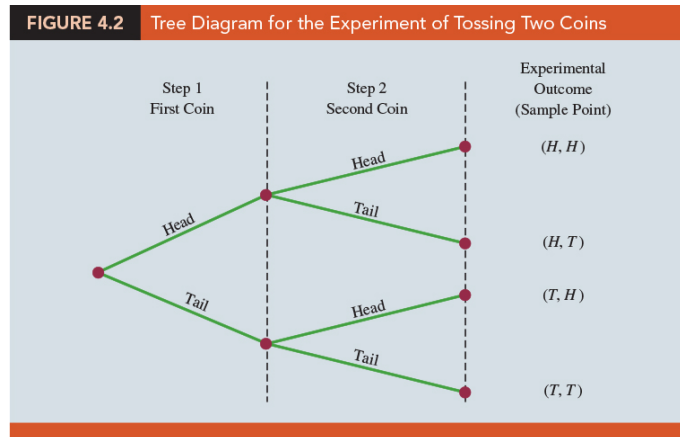 FIGURE 4.2 Tree Diagram for the Experiment of Tossing Two Coins
Experimental
Outcome
(Sample Point)
Step 1
First Coin
Step 2
Second Coin
Head
(H, H)
Tail
Head
(H, T)
Tail
Head
(T, H)
Tail
(T, T)